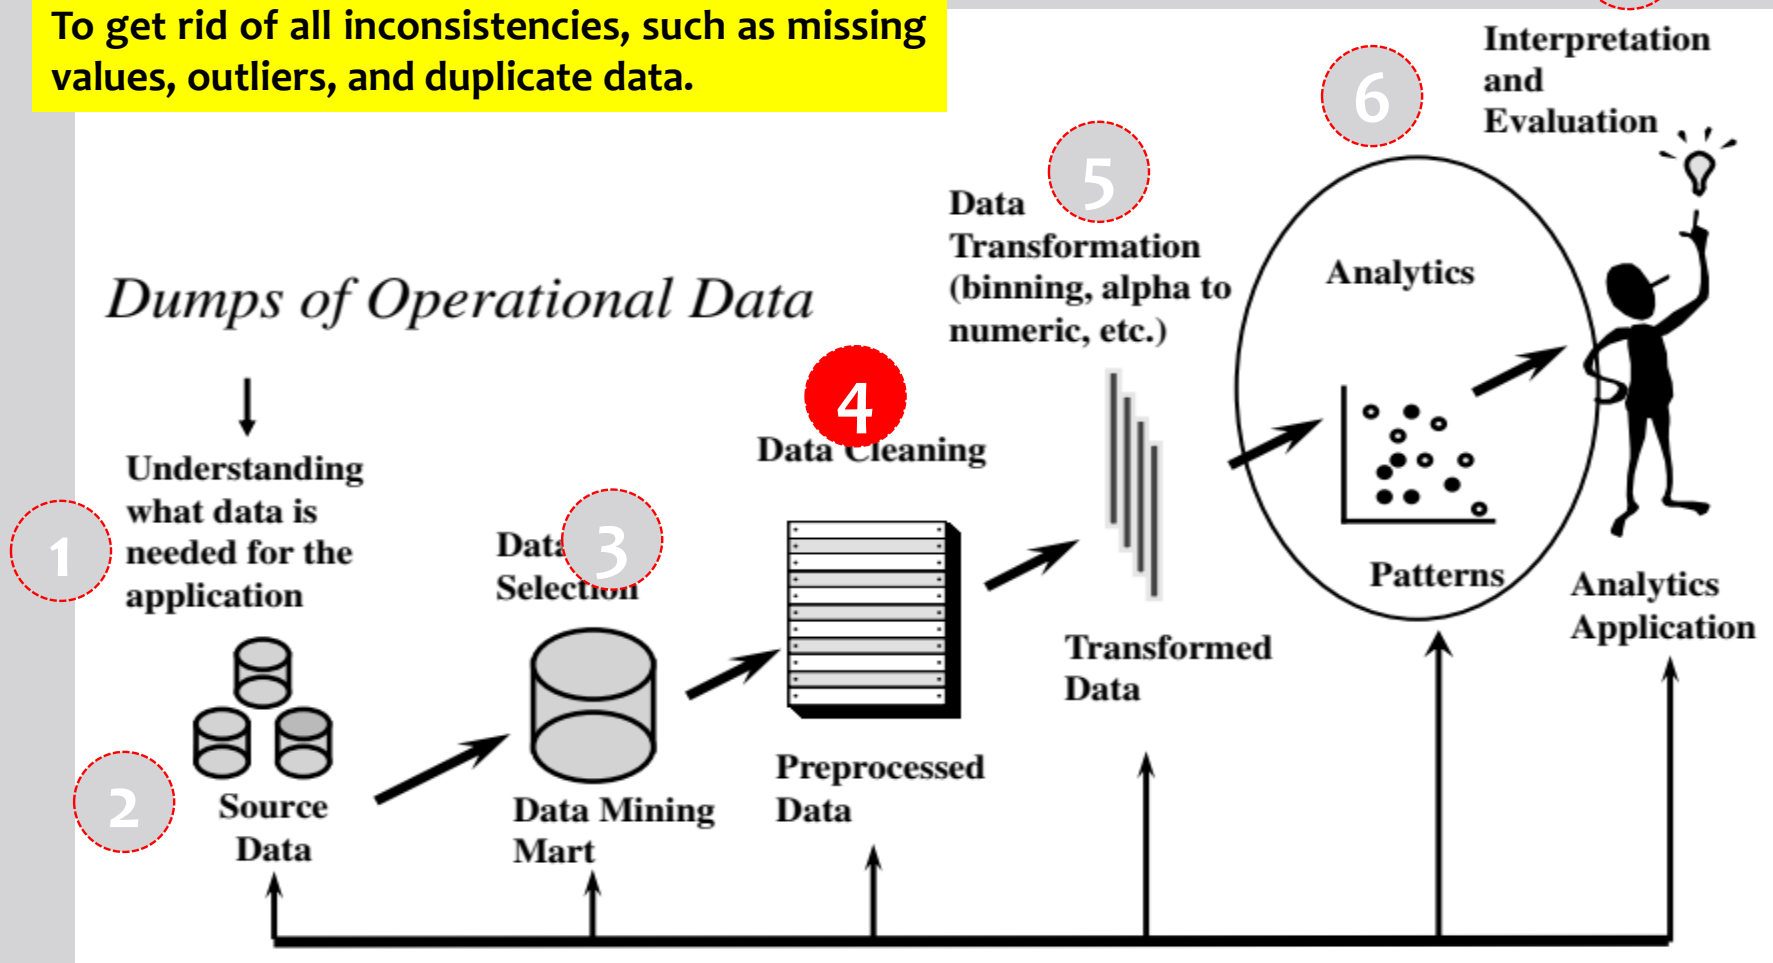 To get rid of all inconsistencies, such as missing
values, outliers, and duplicate data.
Interpretation
and
Evaluation
6
5
Data
Transformation
(binning, alpha to
numeric, etc.)
Analytics
Dumps of Operational Data
4
Data Cleaning
Understanding
what data is
needed for the
application
1
3
Data
Selection
Patterns
Analytics
Application
Transformed
Data
2
Source
Data
Data Mining
Mart
Preprocessed
Data